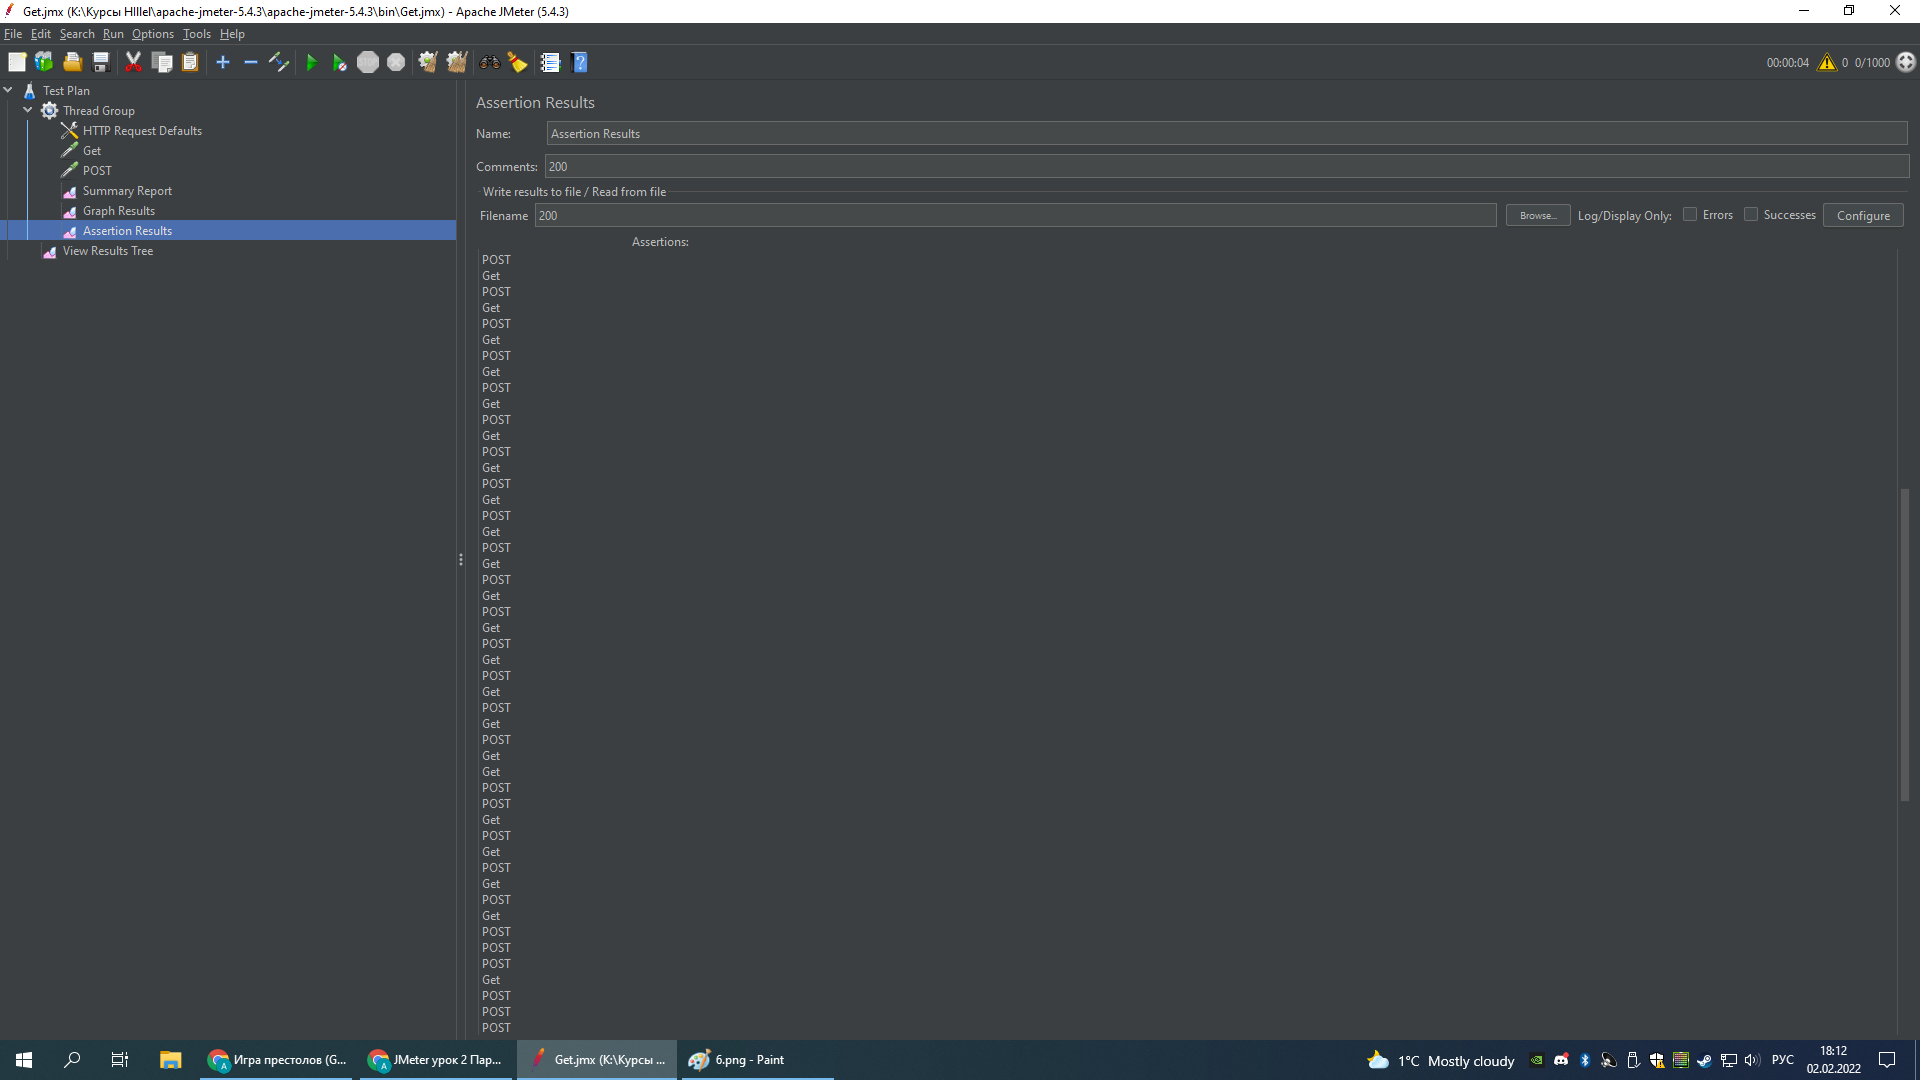 Get.jmx (K:\Курсы HIllel\apache-jmeter-5.4.3\apache-jmeter-5.4.3\bin\Get.jmx) - Apache JMeter (5.4.3)
File Edit Search Run Options Tools Help
00:00:04 0 0/1000
Test Plan
Thread Group
HTTP Request Defaults
Get
POST
Summary Report
Graph Results
Assertion Results
View Results Tree
Assertion Results
Name: Assertion Results
Comments: 200
Write results to file / Read from file
Filename 200 Browse... Log/Display Only: Errors Successes Configure
Assertions:
POST
Get
POST
Get
POST
Get
POST
Get
POST
Get
POST
Get
POST
Get
POST
Get
POST
Get
POST
Get
POST
Get
POST
Get
POST
Get
POST
Get
POST
Get
POST
Get
Get
POST
POST
Get
POST
Get
POST
Get
POST
Get
POST
POST
POST
Get
POST
POST
POST
Игра престолов (G...
JMeter урок 2 Пар...
Get.jmx (K:\Курсы ...
6.png - Paint
1°C Mostly cloudy
РУС
18:12
02.02.2022